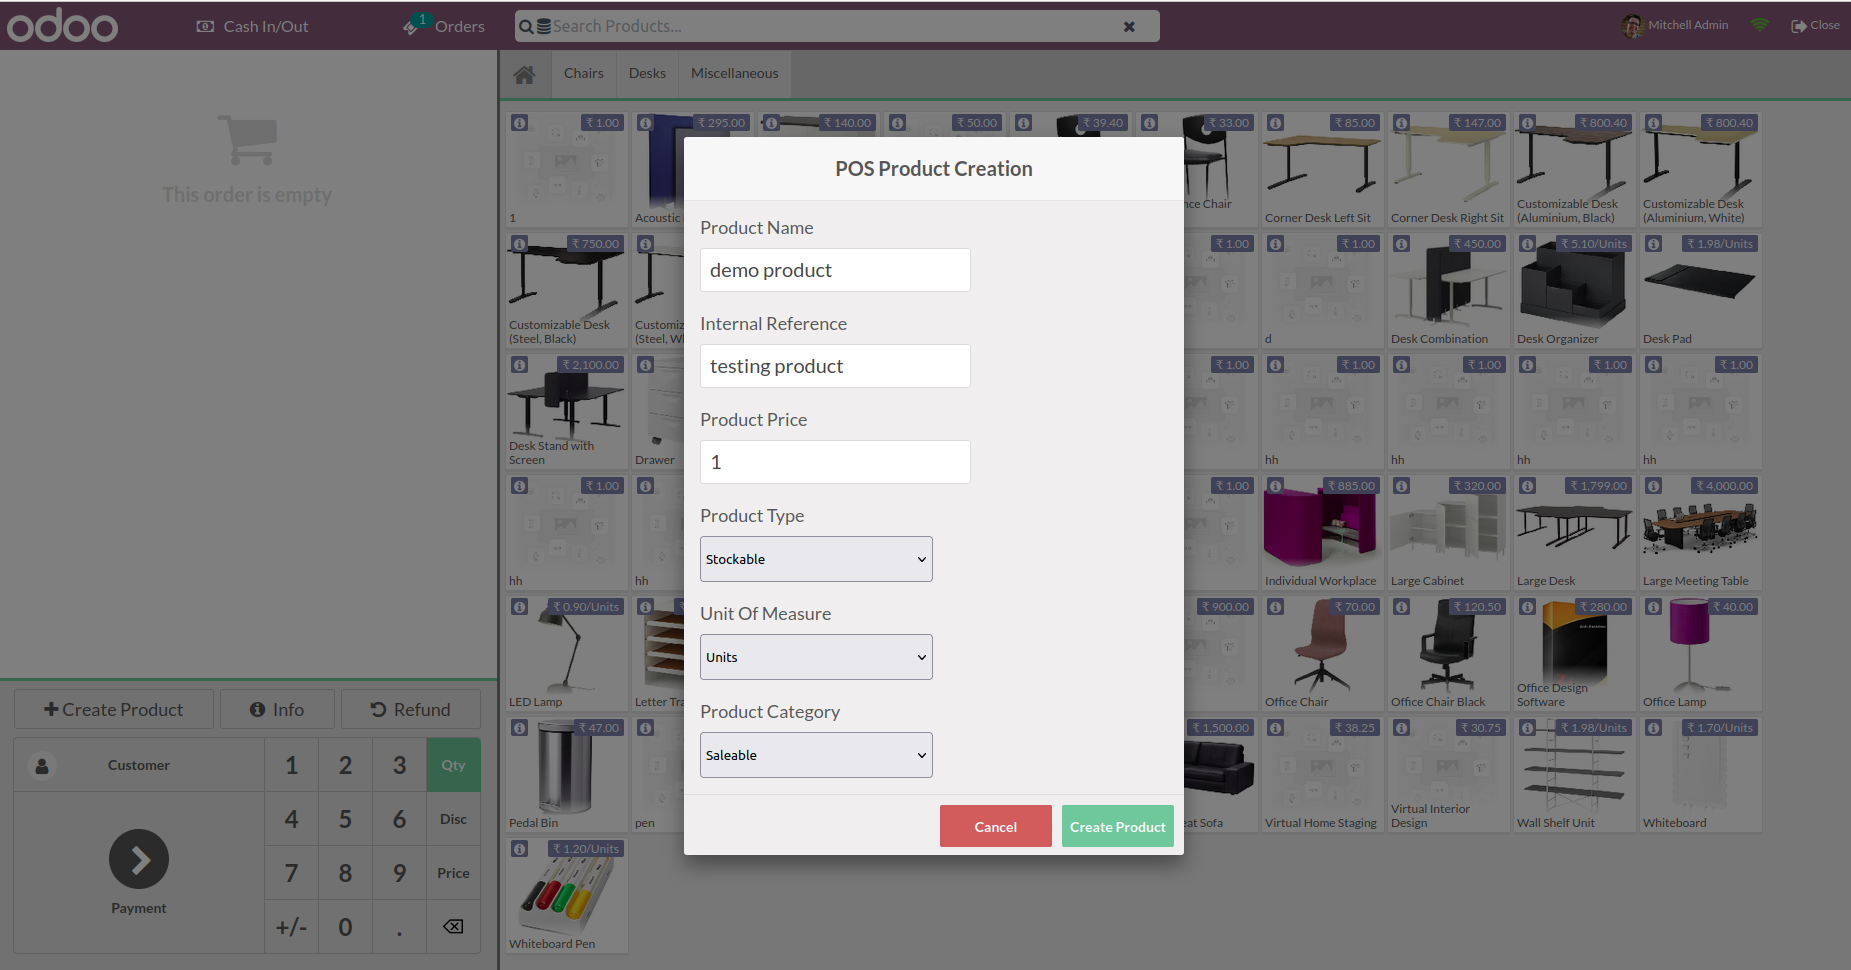 odoo
Cash In/Out
1
Orders
Search Products...
Mitchell Admin
Close
This order is empty
Chairs
Desks
Miscellaneous
₹ 1.00
₹ 295.00
₹ 140.00
₹ 50.00
₹ 39.40
₹ 33.00
₹ 85.00
₹ 147.00
₹ 800.40
₹ 800.40
1
Acoustic
nce Chair
Corner Desk Left Sit
Corner Desk Right Sit
Customizable Desk
(Aluminium, Black)
Customizable Desk
(Aluminium, White)
₹ 750.00
₹ 1.00
₹ 1.00
₹ 450.00
₹ 5.10/Units
₹ 1.98/Units
Customizable Desk
(Steel, Black)
Customiz
(Steel, W
d
Desk Combination
Desk Organizer
Desk Pad
₹ 2,100.00
₹ 1.00
₹ 1.00
₹ 1.00
₹ 1.00
₹ 1.00
Desk Stand with
Screen
Drawer
hh
hh
hh
hh
₹ 1.00
₹ 1.00
₹ 885.00
₹ 320.00
₹ 1,799.00
₹ 4,000.00
hh
hh
Individual Workplace
Large Cabinet
Large Desk
Large Meeting Table
₹ 0.90/Units
₹
₹ 900.00
₹ 70.00
₹ 120.50
₹ 280.00
₹ 40.00
LED Lamp
Letter Tra
Office Chair
Office Chair Black
Office Design
Software
Office Lamp
₹ 47.00
₹ 1,500.00
₹ 38.25
₹ 30.75
₹ 1.98/Units
₹ 1.70/Units
Pedal Bin
pen
eat Sofa
Virtual Home Staging
Virtual Interior
Design
Wall Shelf Unit
Whiteboard
₹ 1.20/Units
Whiteboard Pen
POS Product Creation
Product Name
demo product
Internal Reference
testing product
Product Price
1
Product Type
Stockable
Unit Of Measure
Units
Product Category
Saleable
Cancel
Create Product
Create Product
Info
Refund
Customer
1
2
3
Qty
4
5
6
Disc
Payment
7
8
9
Price
+/-
0
.